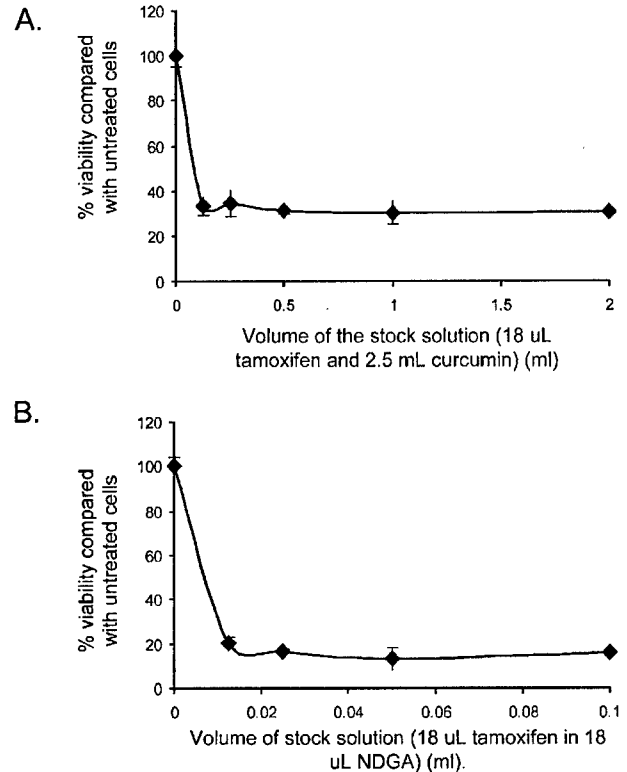 A.
% viability compared
with untreated cells
120
100
80
60
40
20
0
0 0.5 1 1.5 2
Volume of the stock solution (18 uL
tamoxifen and 2.5 mL curcumin) (ml)
B.
% viability compared
with untreated cells
120
100
80
60
40
20
0
0 0.02 0.04 0.06 0.08 0.1
Volume of stock solution (18 uL tamoxifen in 18
uL NDGA) (ml).